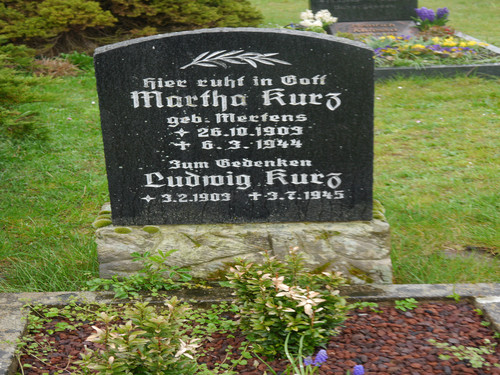 Hier ruht in Gott
Martha Kurz
geb. Mertens
* 26.10.1903
+ 6.3.1944
Zum Gedenken
Ludwig Kurz
* 3.2.1903 + 3.7.1945